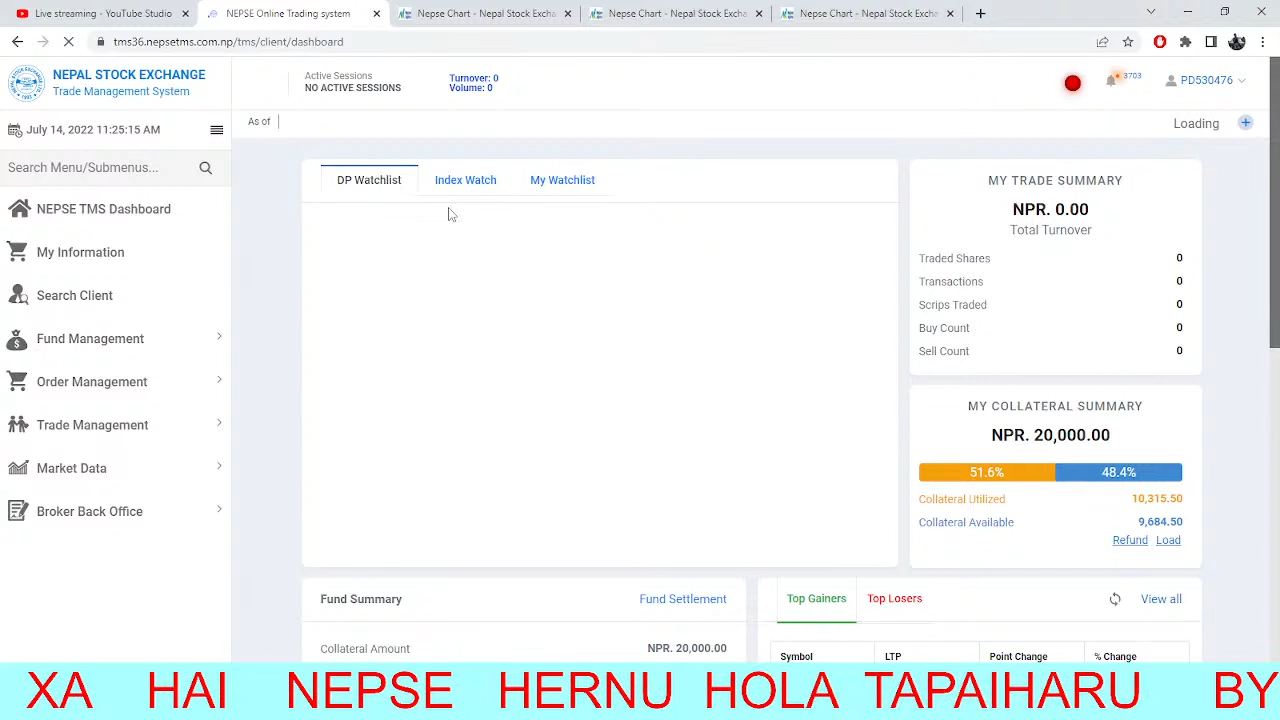 Live streaming - YouTube Studio
NEPSE Online Trading system
Nepse Chart - Nepal Stock Excha
Nepse Chart - Nepal Stock Excha
Nepse Chart - Nepal Stock Excha
tms36.nepsetms.com.np/tms/client/dashboard
NEPAL STOCK EXCHANGE
Trade Management System
Active Sessions
NO ACTIVE SESSIONS
Turnover: 0
Volume: 0
3703
PD530476
July 14, 2022 11:25:15 AM
As of
Loading
Search Menu/Submenus...
NEPSE TMS Dashboard
My Information
Search Client
Fund Management
Order Management
Trade Management
Market Data
Broker Back Office
DP Watchlist
Index Watch
My Watchlist
MY TRADE SUMMARY
NPR. 0.00
Total Turnover
Traded Shares 0
Transactions 0
Scrips Traded 0
Buy Count 0
Sell Count 0
MY COLLATERAL SUMMARY
NPR. 20,000.00
51.6% 48.4%
Collateral Utilized 10,315.50
Collateral Available 9,684.50
Refund Load
Fund Summary Fund Settlement
Collateral Amount NPR. 20,000.00
Top Gainers Top Losers View all
Symbol LTP Point Change % Change
XA HAI NEPSE HERNU HOLA TAPAIHARU BY